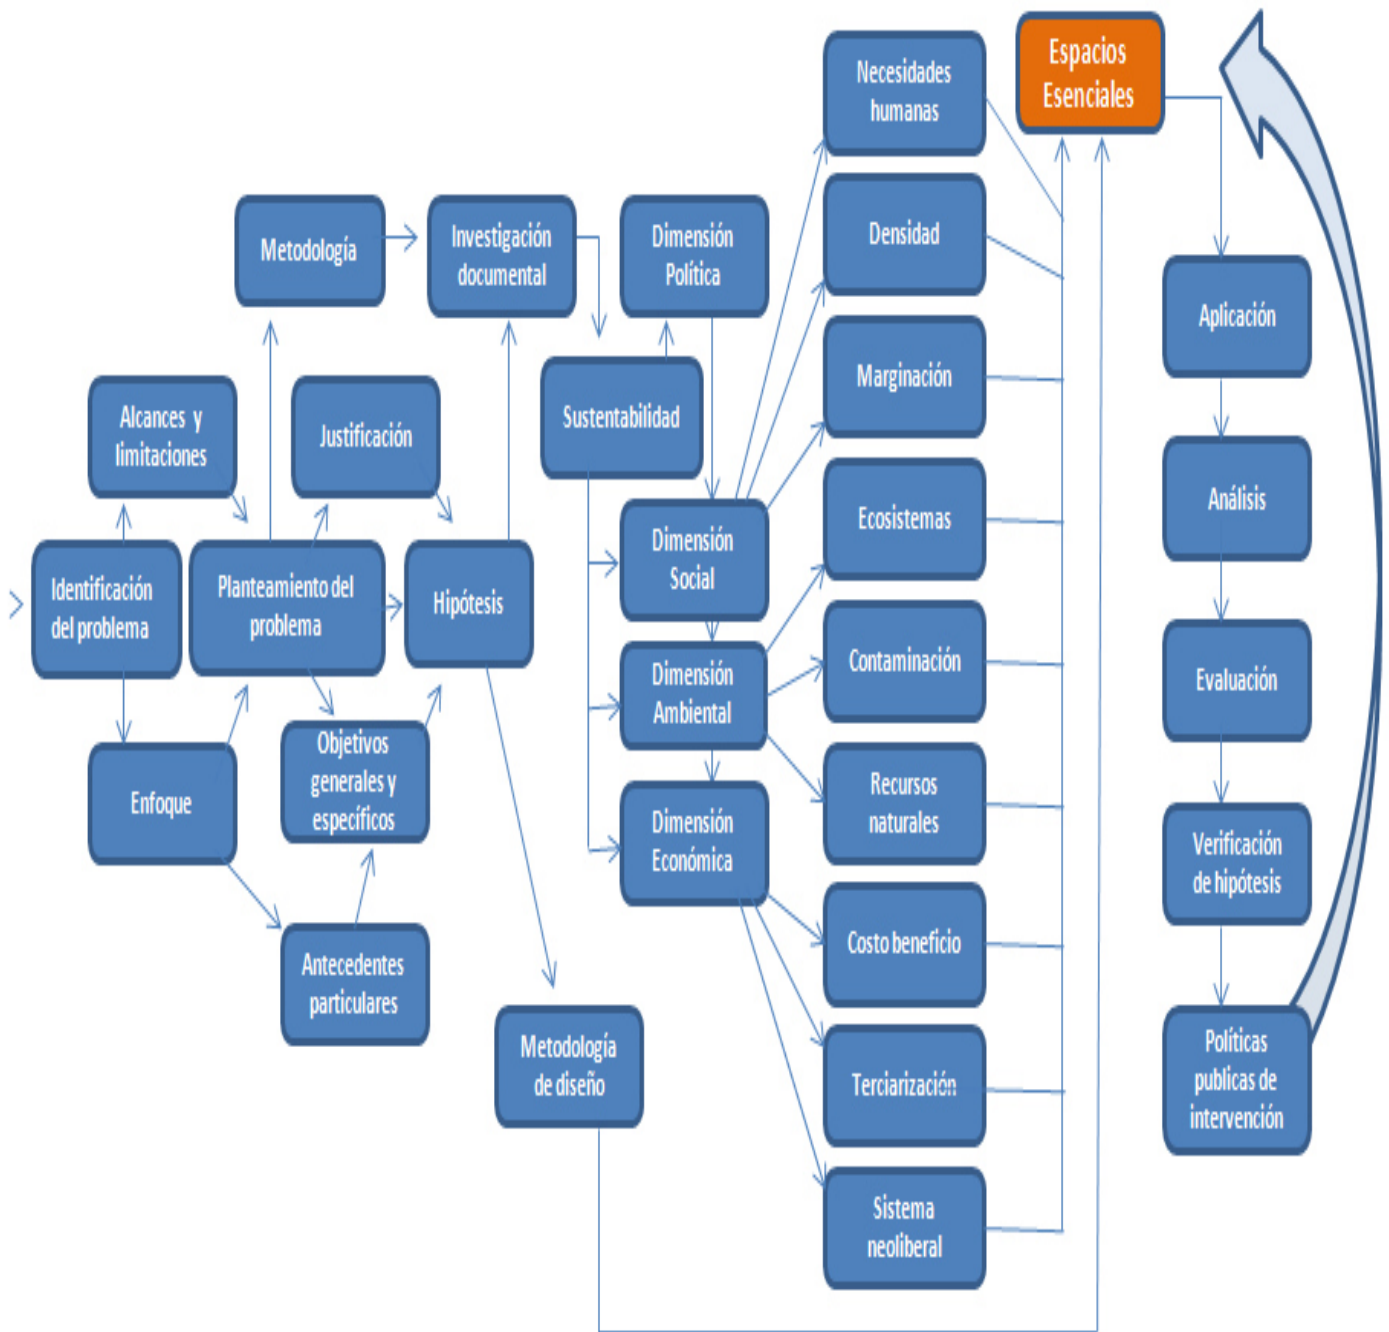 Identificación
del problema
Alcances y
limitaciones
Enfoque
Planteamiento del
problema
Metodología
Justificación
Objetivos
generales y
específicos
Antecedentes
particulares
Hipótesis
Investigación
documental
Metodología
de diseño
Sustentabilidad
Dimensión
Política
Dimensión
Social
Dimensión
Ambiental
Dimensión
Económica
Necesidades
humanas
Densidad
Marginación
Ecosistemas
Contaminación
Recursos
naturales
Costo beneficio
Terciarización
Sistema
neoliberal
Espacios
Esenciales
Aplicación
Análisis
Evaluación
Verificación
de hipótesis
Políticas
publicas de
intervención